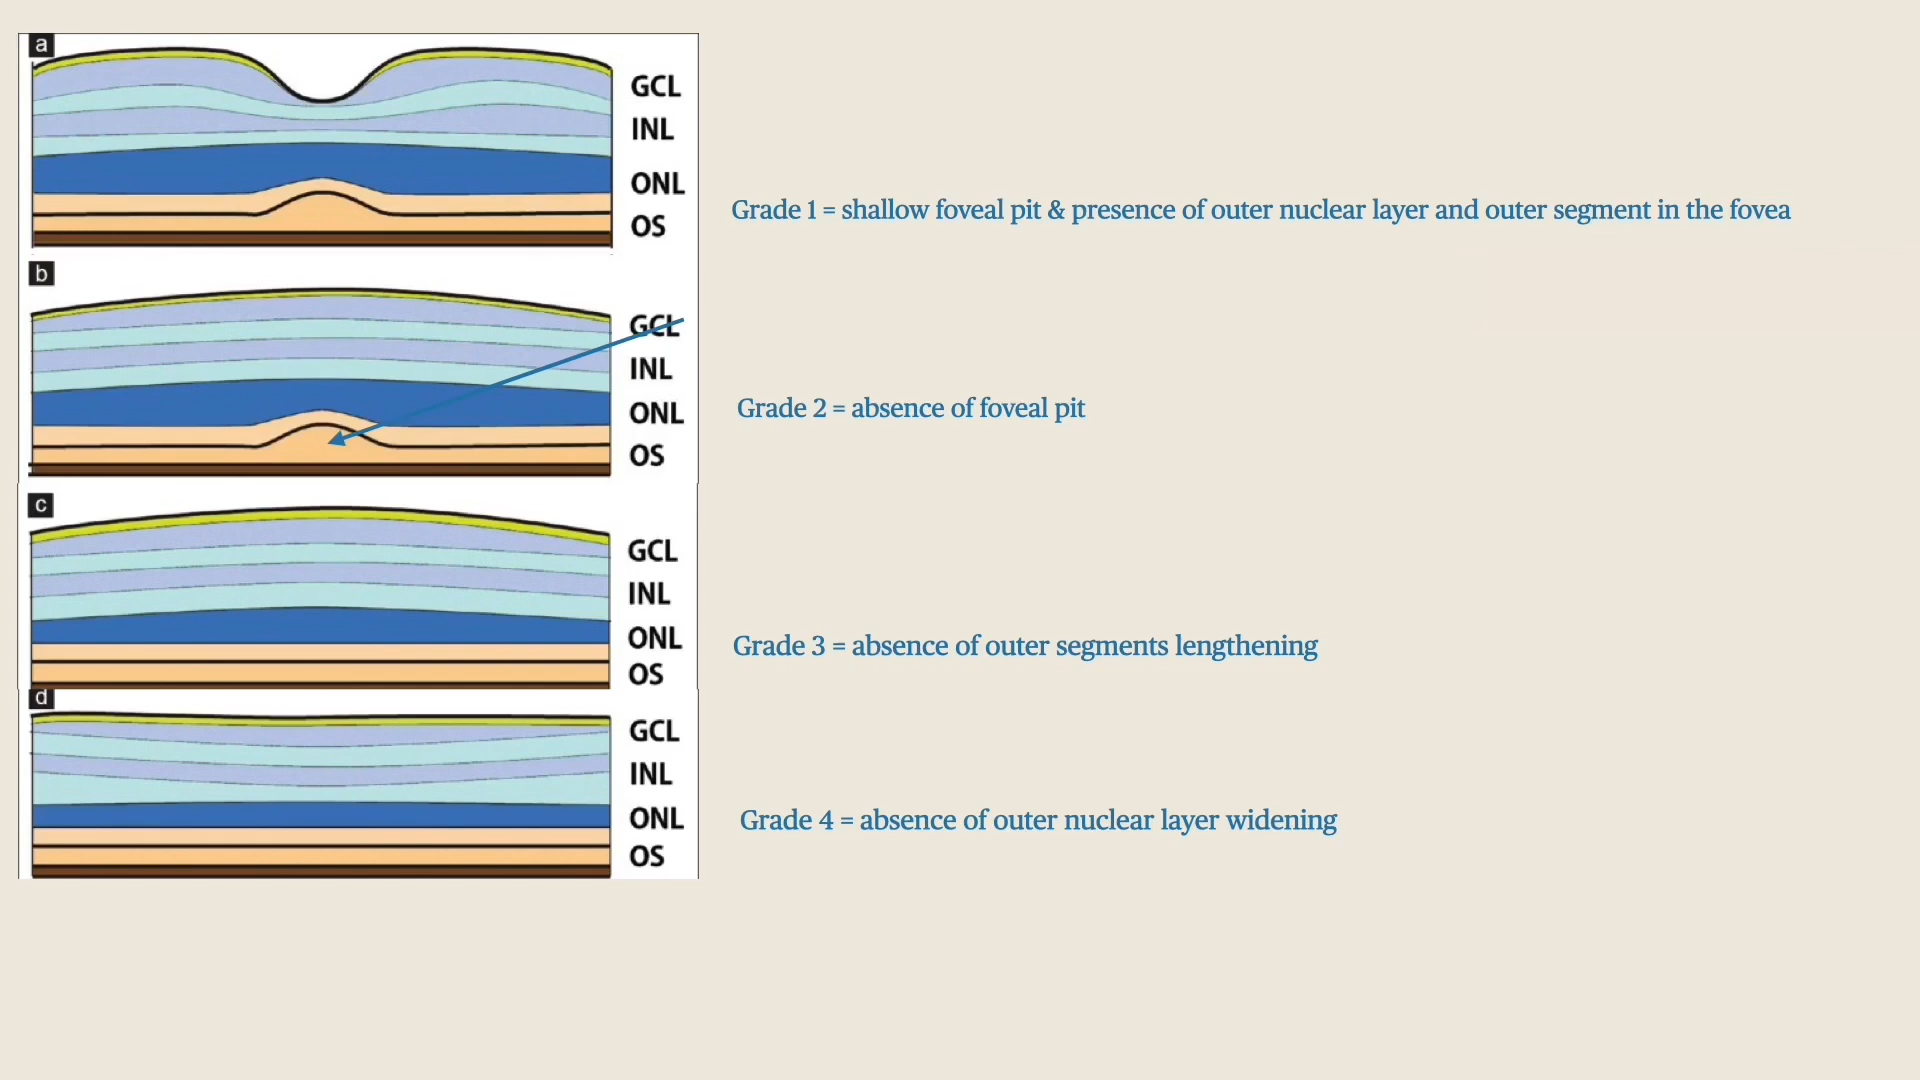 a
GCL
INL
ONL
OS
Grade 1 = shallow foveal pit & presence of outer nuclear layer and outer segment in the fovea
b
GCL
INL
ONL
OS
Grade 2 = absence of foveal pit
c
GCL
INL
ONL
OS
Grade 3 = absence of outer segments lengthening
d
GCL
INL
ONL
OS
Grade 4 = absence of outer nuclear layer widening